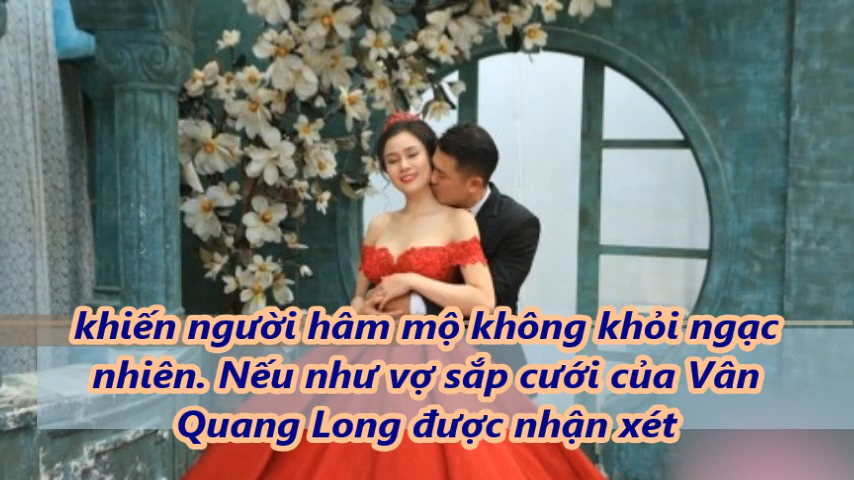 khiến người hâm mộ không khỏi ngạc
nhiên. Nếu như vợ sắp cưới của Vân
Quang Long được nhận xét